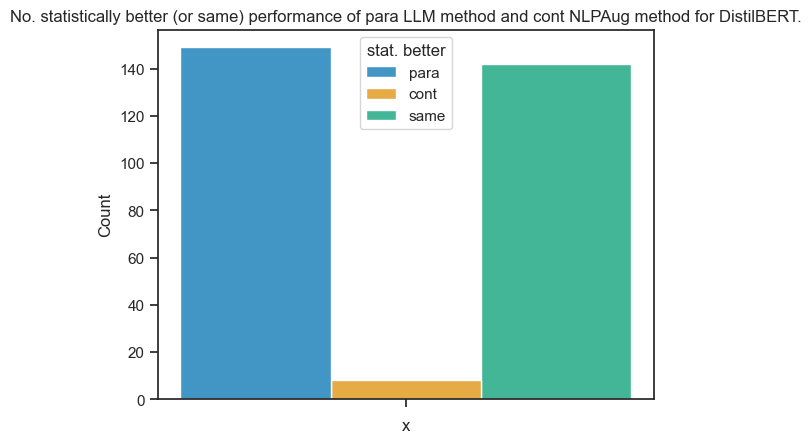 No. statistically better (or same) performance of para LLM method and cont NLPAug method for DistilBERT.
stat. better
para
cont
same
140
120
100
80
60
40
20
0
Count
x